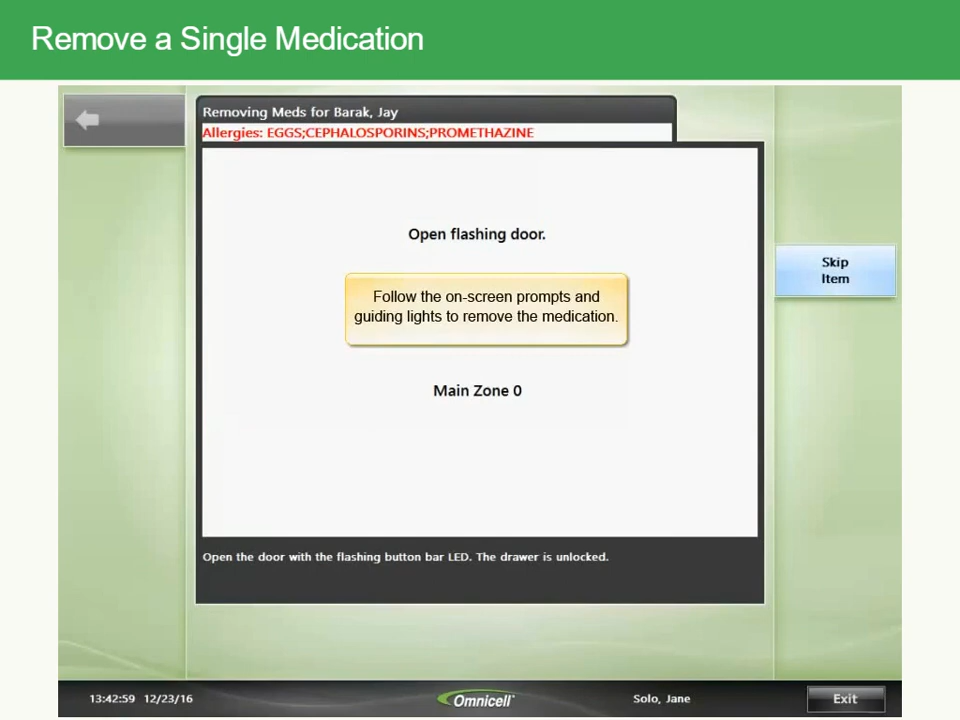 Remove a Single Medication
Removing Meds for Barak, Jay
Allergies: EGGS;CEPHALOSPORINS;PROMETHAZINE
Open flashing door.
Skip
Item
Follow the on-screen prompts and
guiding lights to remove the medication.
Main Zone 0
Open the door with the flashing button bar LED. The drawer is unlocked.
13:42:59 12/23/16
Omnicell
Solo, Jane
Exit